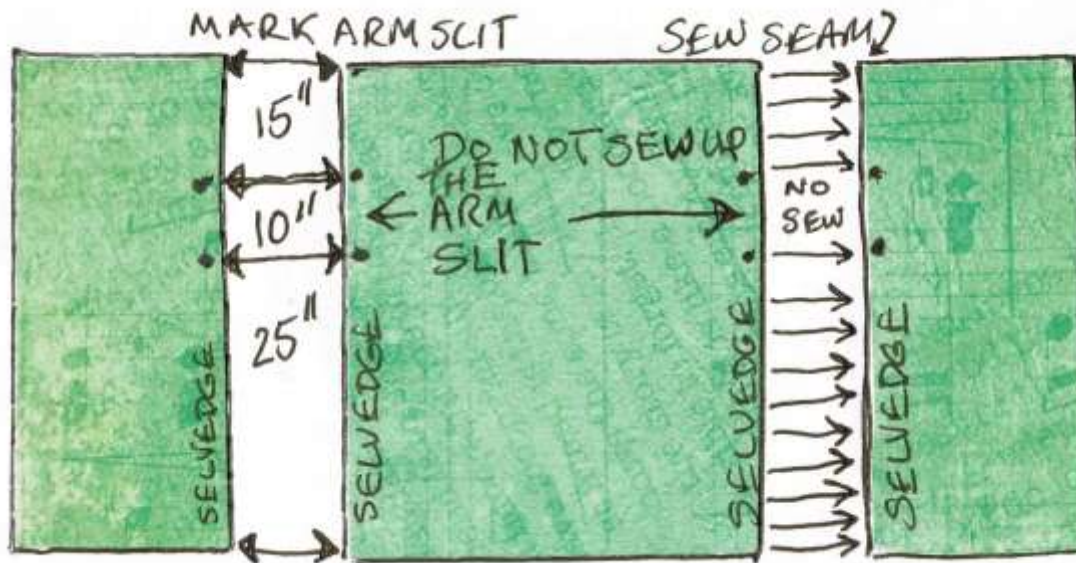 MARK ARM SLIT
SEW SEAM
15"
DO NOT SEW UP
THE
ARM
SLIT
NO
SEW
10"
25"
SELVEDGE
SELVEDGE
SELVEDGE
SELVEDGE